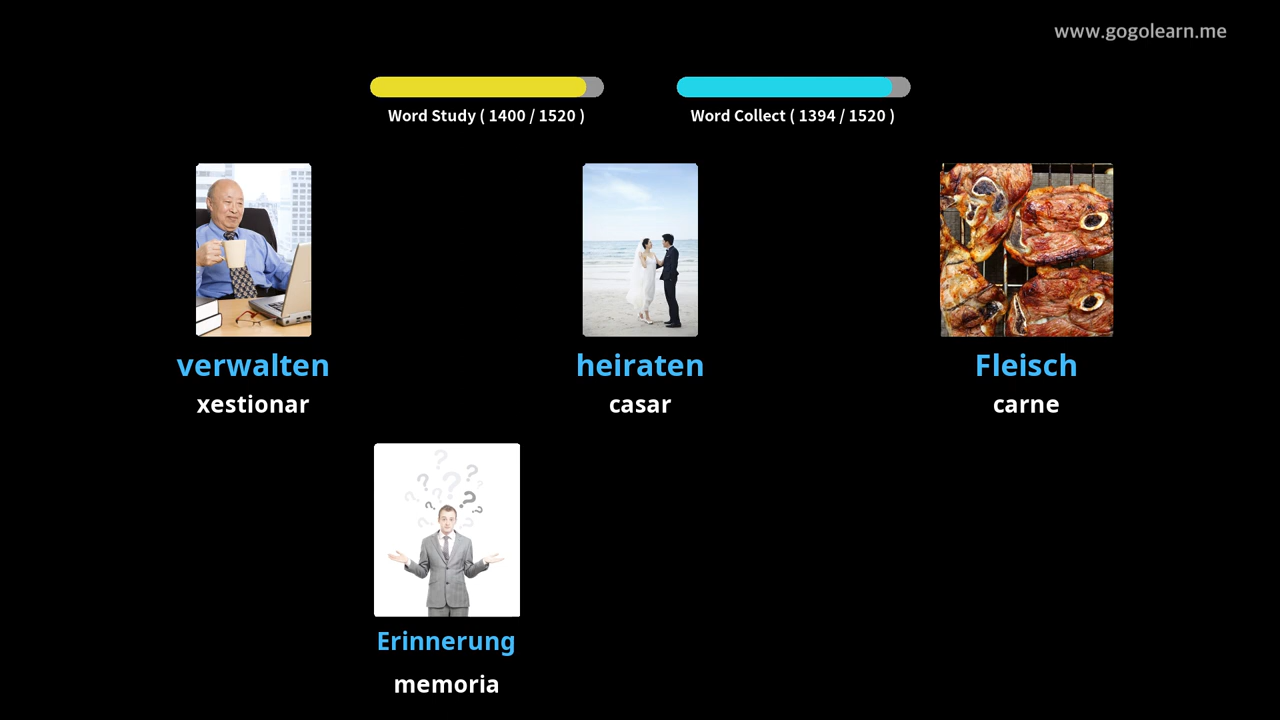 www.gogolearn.me
Word Study ( 1400 / 1520 )
Word Collect ( 1394 / 1520 )
verwalten
heiraten
Fleisch
xestionar
casar
carne
Erinnerung
memoria